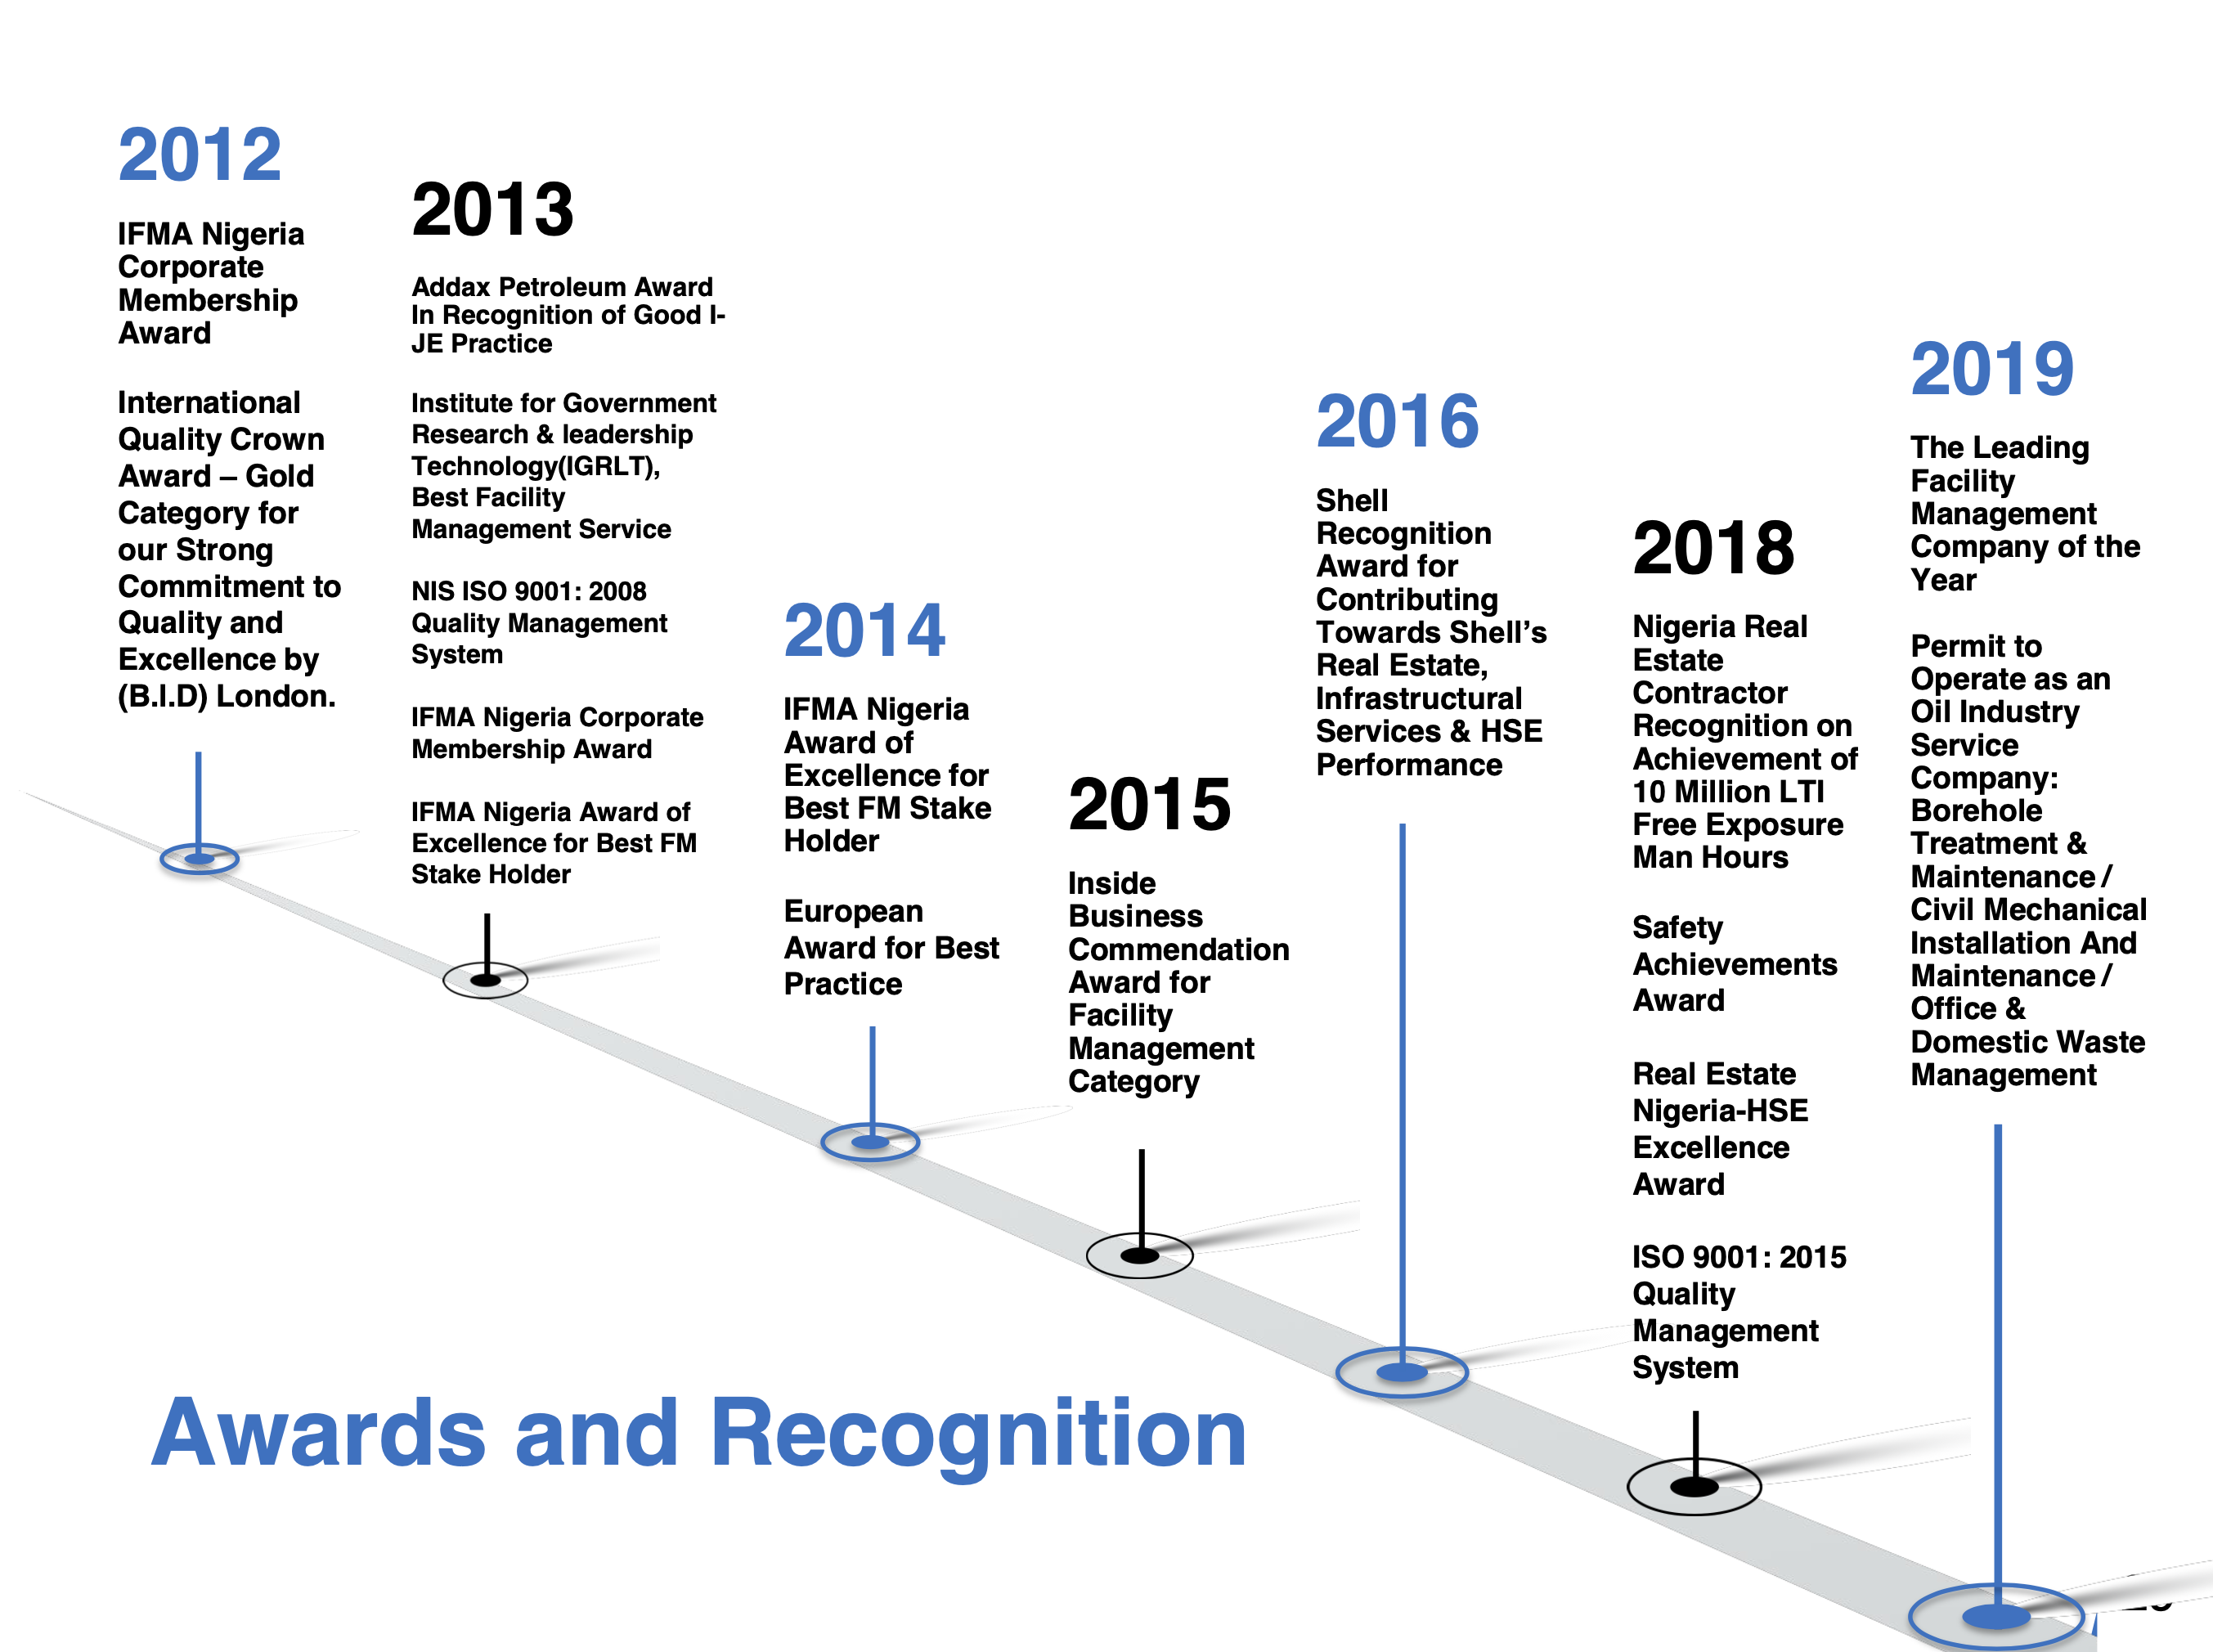 2012
IFMA Nigeria
Corporate
Membership
Award
International
Quality Crown
Award – Gold
Category for
our Strong
Commitment to
Quality and
Excellence by
(B.I.D) London.
2013
Addax Petroleum Award
In Recognition of Good I-
JE Practice
Institute for Government
Research & leadership
Technology(IGRLT),
Best Facility
Management Service
NIS ISO 9001: 2008
Quality Management
System
IFMA Nigeria Corporate
Membership Award
IFMA Nigeria Award of
Excellence for Best FM
Stake Holder
2014
IFMA Nigeria
Award of
Excellence for
Best FM Stake
Holder
European
Award for Best
Practice
2015
Inside
Business
Commendation
Award for
Facility
Management
Category
2016
Shell
Recognition
Award for
Contributing
Towards Shell’s
Real Estate,
Infrastructural
Services & HSE
Performance
2018
Nigeria Real
Estate
Contractor
Recognition on
Achievement of
10 Million LTI
Free Exposure
Man Hours
Safety
Achievements
Award
Real Estate
Nigeria-HSE
Excellence
Award
ISO 9001: 2015
Quality
Management
System
2019
The Leading
Facility
Management
Company of the
Year
Permit to
Operate as an
Oil Industry
Service
Company:
Borehole
Treatment &
Maintenance /
Civil Mechanical
Installation And
Maintenance /
Office &
Domestic Waste
Management
Awards and Recognition